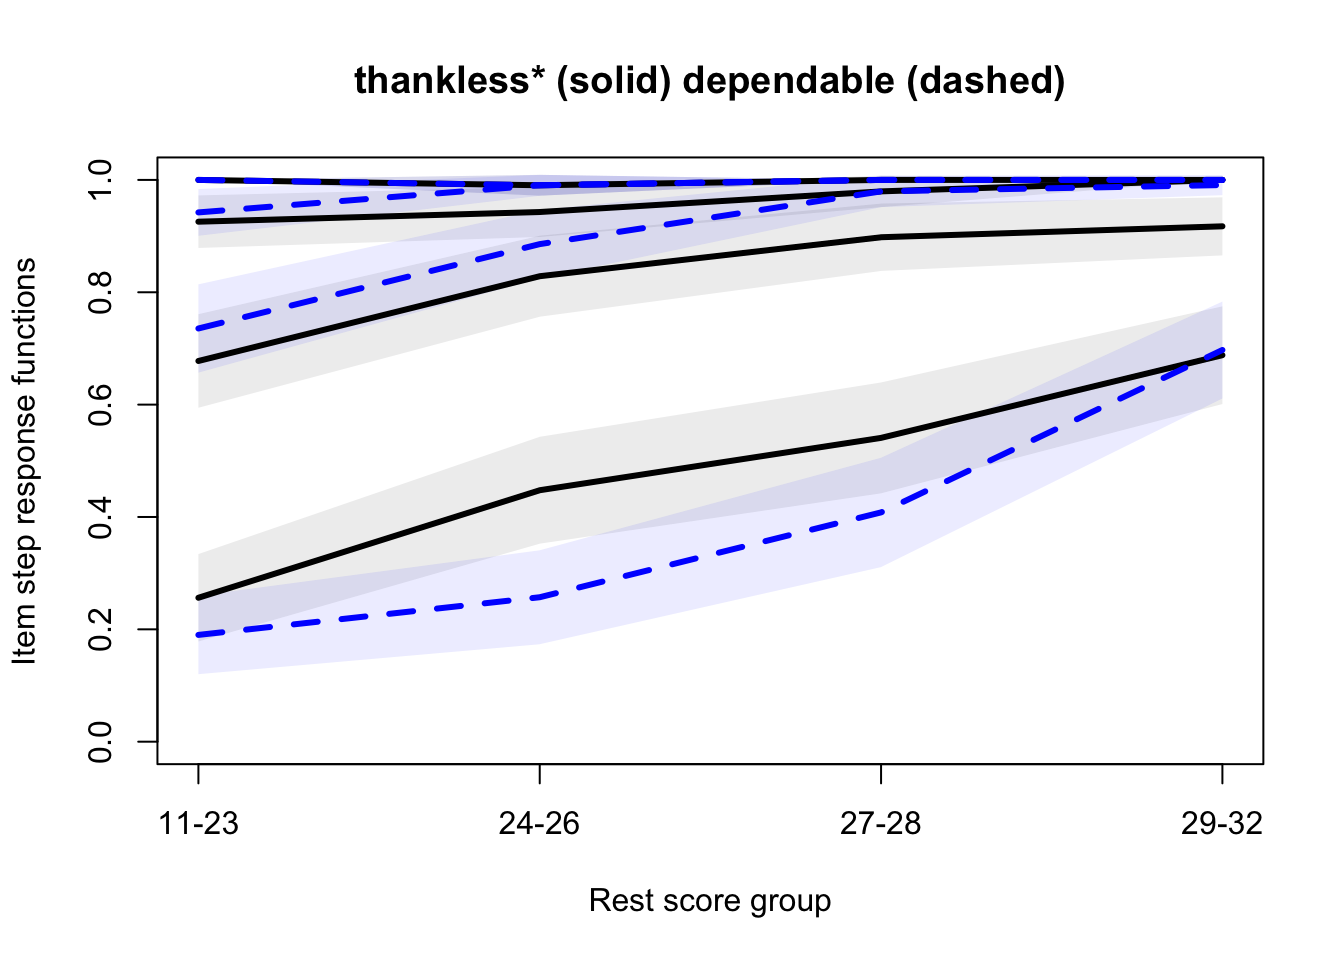 thankless* (solid) dependable (dashed)
Item step response functions
1.0
0.8
0.6
0.4
0.2
0.0
11-23 24-26 27-28 29-32
Rest score group